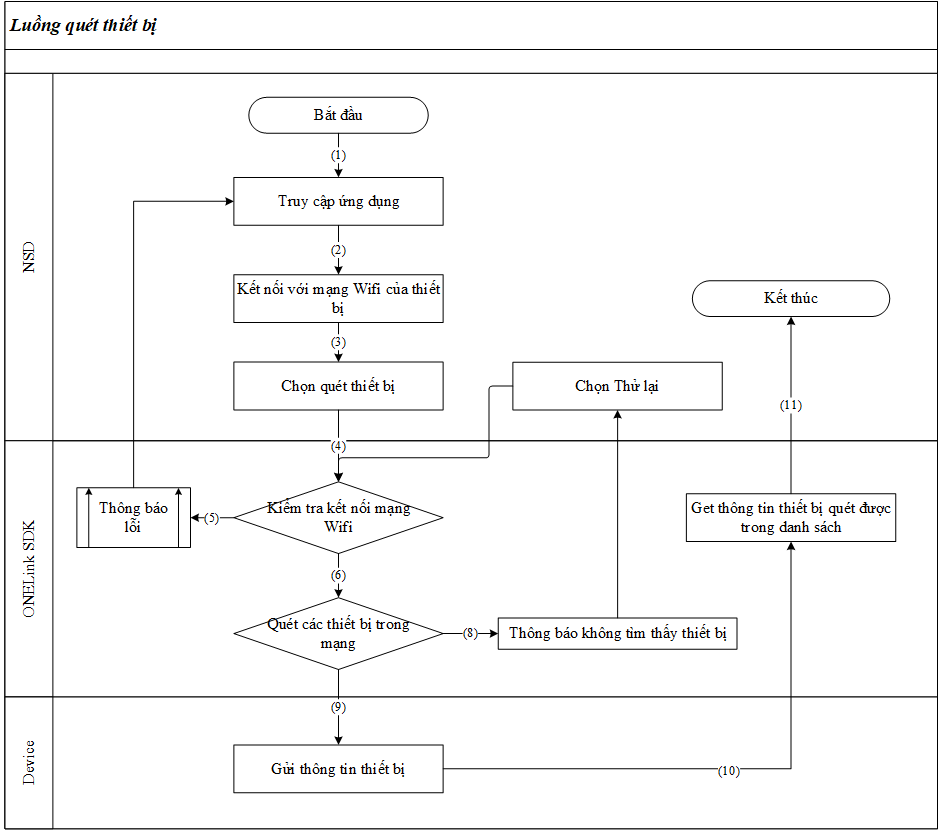 Luồng quét thiết bị
NSD
Bắt đầu
(1)
Truy cập ứng dụng
(2)
Kết nối với mạng Wifi của thiết
bị
(3)
Chọn quét thiết bị
Chọn Thử lại
Kết thúc
(11)
ONELink SDK
(4)
Kiểm tra kết nối mạng
Wifi
(5)
Thông báo
lỗi
(6)
Quét các thiết bị trong
mạng
(8)
Thông báo không tìm thấy thiết bị
Get thông tin thiết bị quét được
trong danh sách
Device
(9)
Gửi thông tin thiết bị
(10)